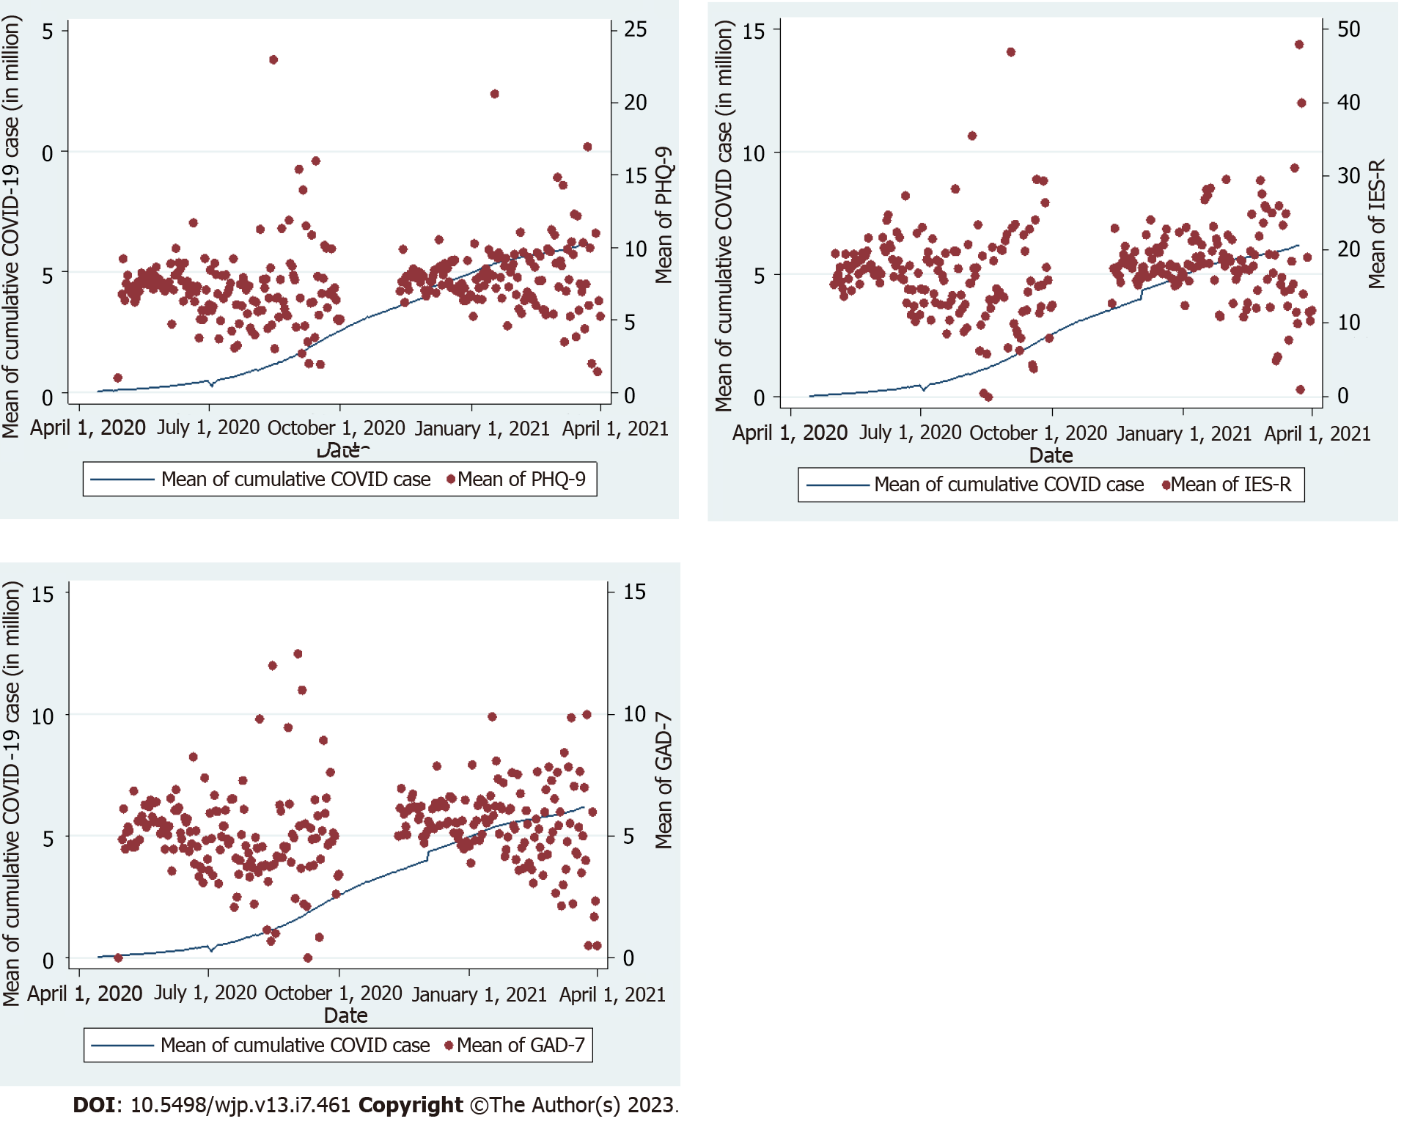 Mean of cumulative COVID-19 case (in million)
5
0
5
0
25
20
15
10
5
0
Mean of PHQ-9
April 1, 2020 July 1, 2020 October 1, 2020 January 1, 2021 April 1, 2021
Date
Mean of cumulative COVID case Mean of PHQ-9
Mean of cumulative COVID case (in million)
15
10
5
0
50
40
30
20
10
0
Mean of IES-R
April 1, 2020 July 1, 2020 October 1, 2020 January 1, 2021 April 1, 2021
Date
Mean of cumulative COVID case Mean of IES-R
Mean of cumulative COVID-19 case (in million)
15
10
5
0
15
10
5
0
Mean of GAD-7
April 1, 2020 July 1, 2020 October 1, 2020 January 1, 2021 April 1, 2021
Date
Mean of cumulative COVID case Mean of GAD-7
DOI: 10.5498/wjp.v13.i7.461 Copyright ©The Author(s) 2023.